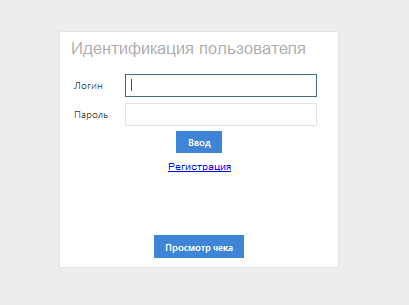 Идентификация пользователя
Логин
Пароль
Ввод
Регистрация
Просмотр чека